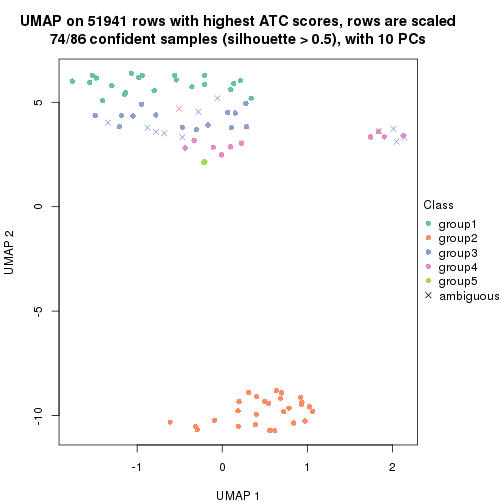 UMAP on 51941 rows with highest ATC scores, rows are scaled
74/86 confident samples (silhouette > 0.5), with 10 PCs
5
0
-5
-10
UMAP 2
-1
0
1
2
UMAP 1
Class
group1
group2
group3
group4
group5
ambiguous